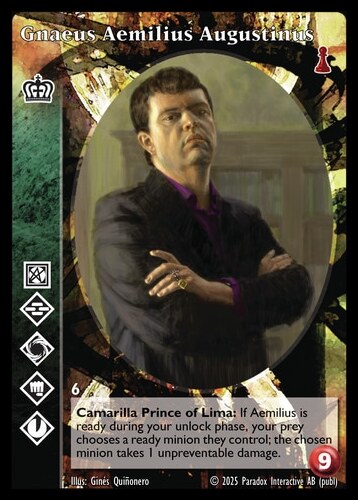 Gnaeus Aemilius Augustinus
6
Camarilla Prince of Lima: If Aemilius is
ready during your unlock phase, your prey
chooses a ready minion they control; the chosen
minion takes 1 unpreventable damage.
9
Illus: Ginés Quiñonero © 2025 Paradox Interactive AB (publ)